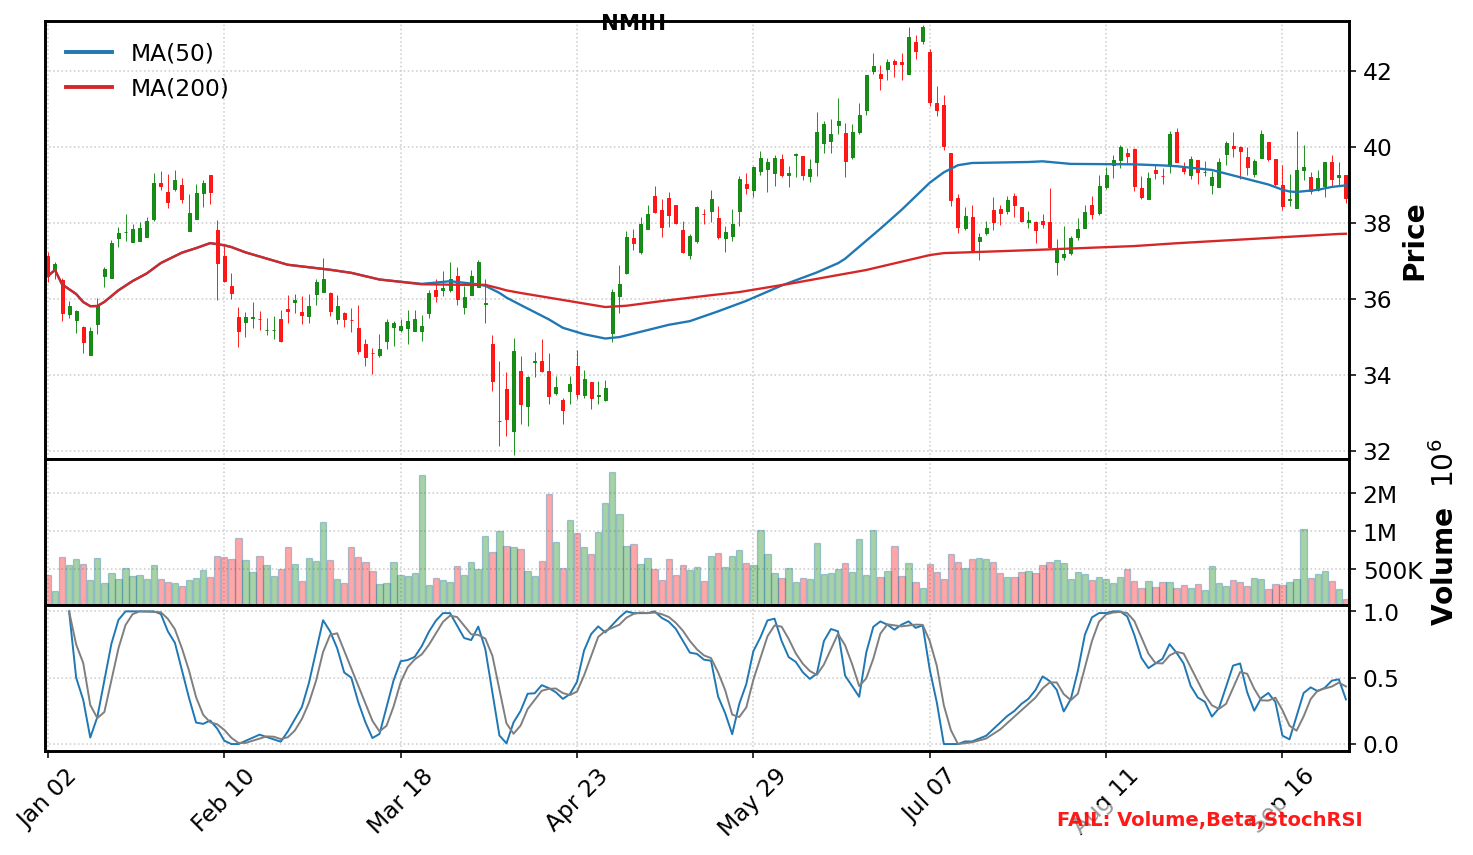 NMIH
MA(50)
MA(200)
42
40
38
36
34
32
Price
10^6
2M
1M
500K
Volume
1.0
0.5
0.0
Jan 02
Feb 10
Mar 18
Apr 23
May 29
Jul 07
Aug 11
Sep 16
FAIL: Volume,Beta,StochRSI